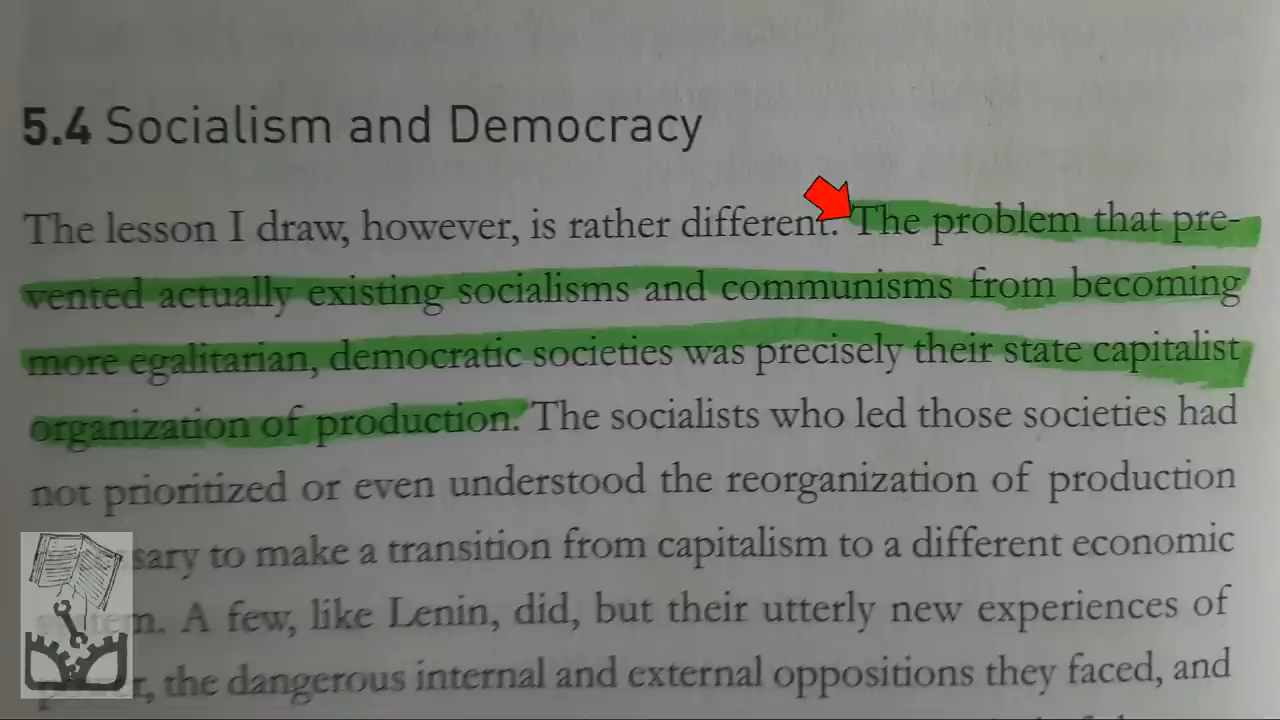 5.4 Socialism and Democracy
The lesson I draw, however, is rather different. The problem that pre-
vented actually existing socialisms and communisms from becoming
more egalitarian, democratic societies was precisely their state capitalist
organization of production. The socialists who led those societies had
not prioritized or even understood the reorganization of production
sary to make a transition from capitalism to a different economic
system. A few, like Lenin, did, but their utterly new experiences of
the dangerous internal and external oppositions they faced, and